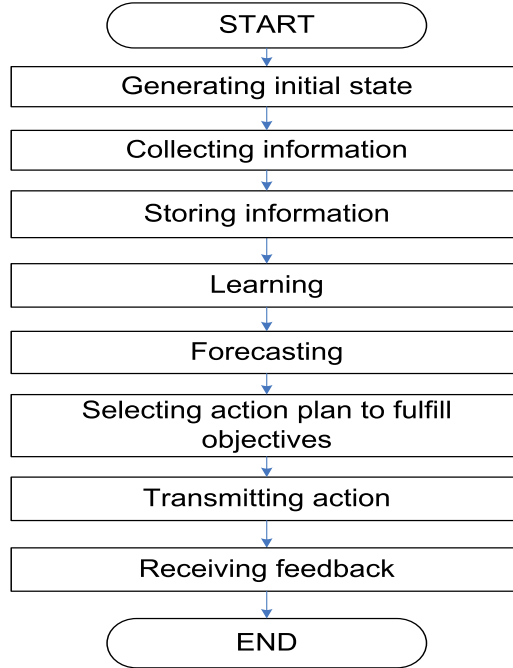 START
Generating initial state
Collecting information
Storing information
Learning
Forecasting
Selecting action plan to fulfill
objectives
Transmitting action
Receiving feedback
END